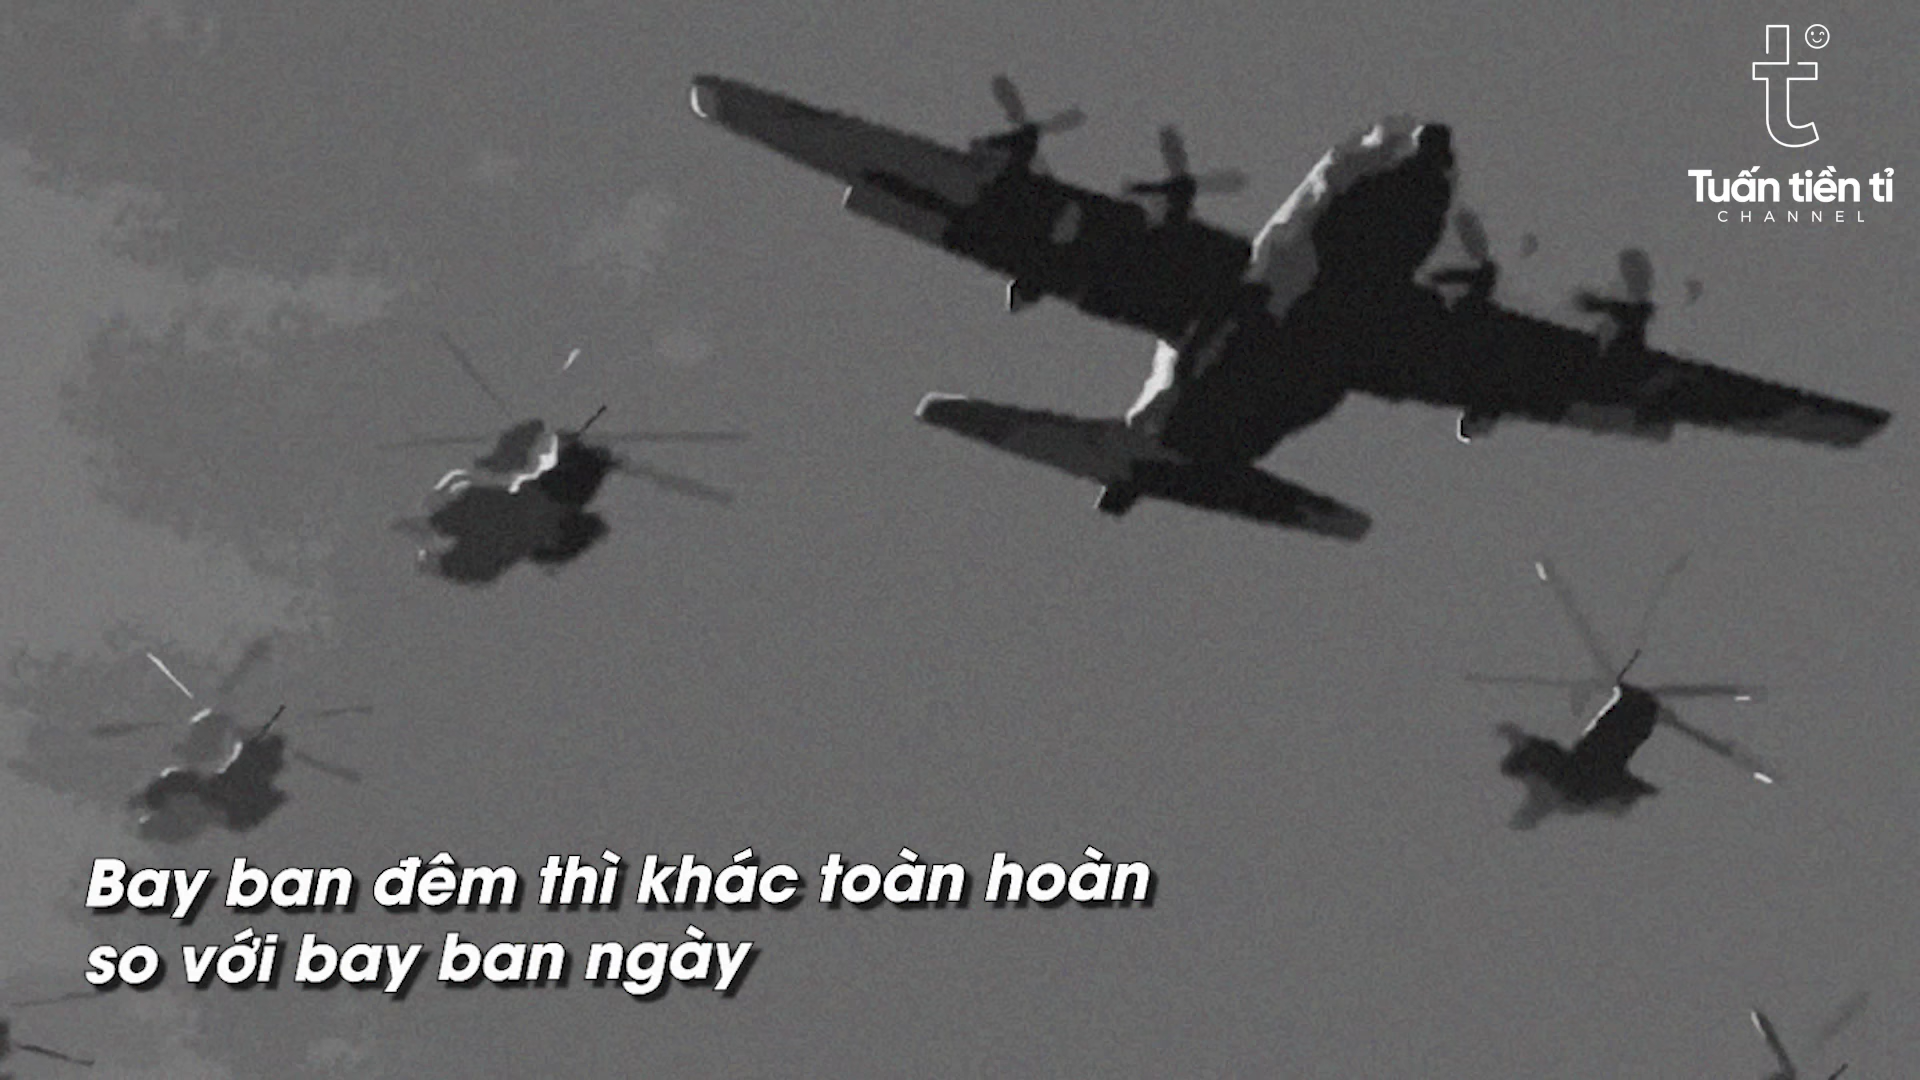 t
Tuấn tiền tỉ
CHANNEL
Bay ban đêm thì khác toàn hoàn
so với bay ban ngày